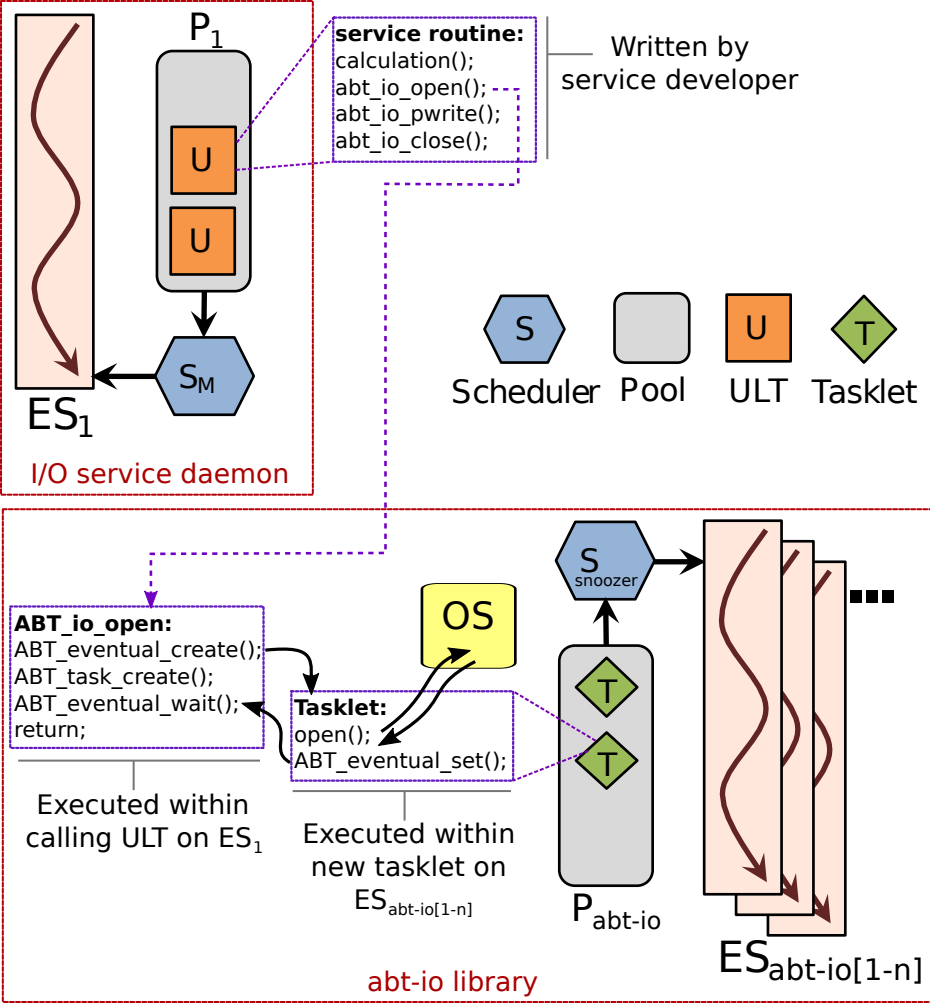 P1
service routine:
calculation();
abt_io_open();
abt_io_pwrite();
abt_io_close();
Written by
service developer
U
U
SM
ES1
I/O service daemon
S
U
T
Scheduler
Pool
ULT
Tasklet
ABT_io_open:
ABT_eventual_create();
ABT_task_create();
ABT_eventual_wait();
return;
Executed within
calling ULT on ES1
OS
Tasklet:
open();
ABT_eventual_set();
Executed within
new tasklet on
ESabt-io[1-n]
S
snoozer
T
T
Pabt-io
ESabt-io[1-n]
abt-io library